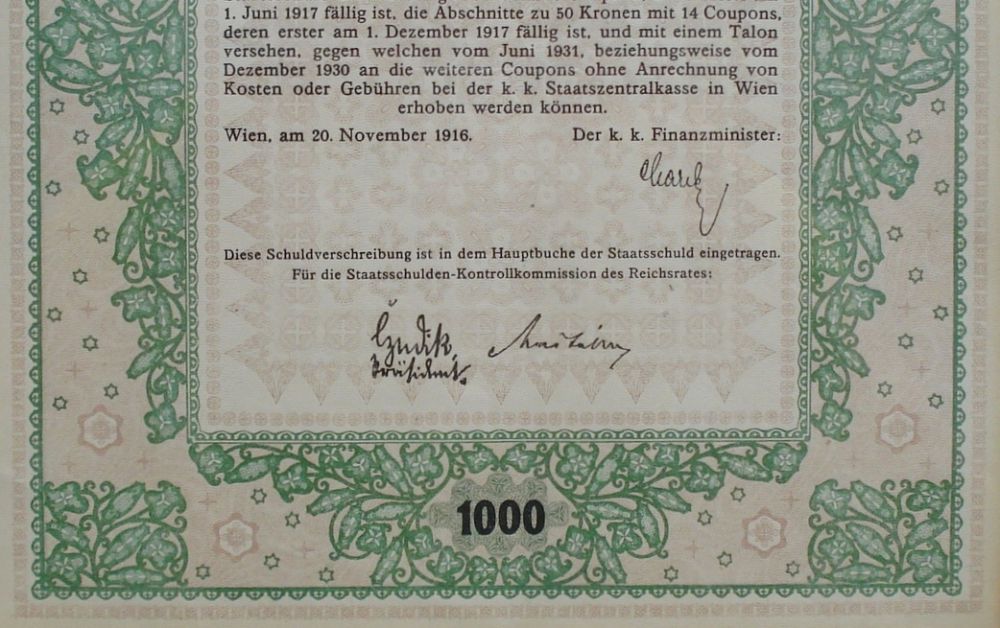 1. Juni 1917 fällig ist, die Abschnitte zu 50 Kronen mit 14 Coupons,
deren erster am 1. Dezember 1917 fällig ist, und mit einem Talon
versehen, gegen welchen vom Juni 1931, beziehungsweise vom
Dezember 1930 an die weiteren Coupons ohne Anrechnung von
Kosten oder Gebühren bei der k. k. Staatszentralkasse in Wien
erhoben werden können.
Wien, am 20. November 1916.
Der k. k. Finanzminister:
Diese Schuldverschreibung ist in dem Hauptbuche der Staatsschuld eingetragen.
Für die Staatsschulden-Kontrollkommission des Reichsrates:
Präsident.
1000